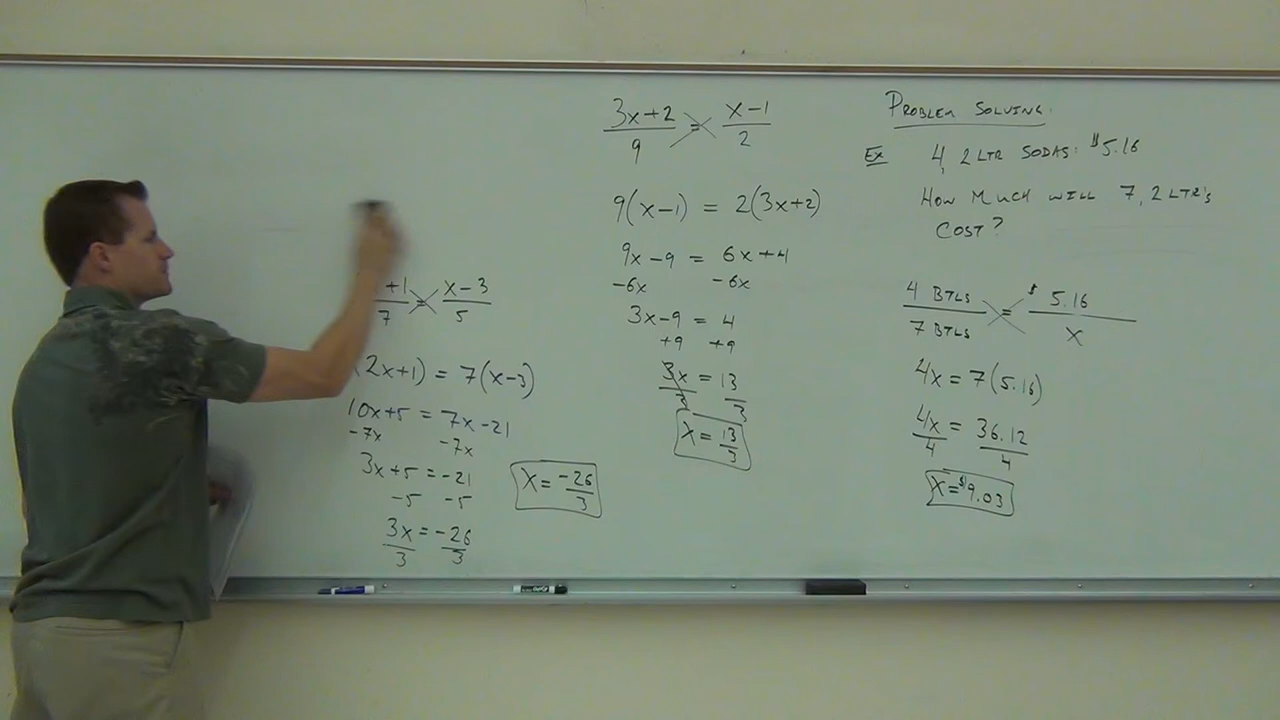 +1 = x-3
7 5
2x+1) = 7(x-3)
10x+5 = 7x-21
-7x -7x
3x+5 = -21
-5 -5
3x = -26
3 3
x = -26
3
3x+2 = x-1
9 2
9(x-1) = 2(3x+2)
9x-9 = 6x+4
-6x -6x
3x-9 = 4
+9 +9
3x = 13
3 3
x = 13
3
PROBLEM SOLVING:
EX 4, 2 LTR SODAS: $5.16
HOW MUCH WILL 7, 2 LTR'S
COST?
4 BTLS = $ 5.16
7 BTLS x
4x = 7(5.16)
4x = 36.12
4 4
x = $9.03